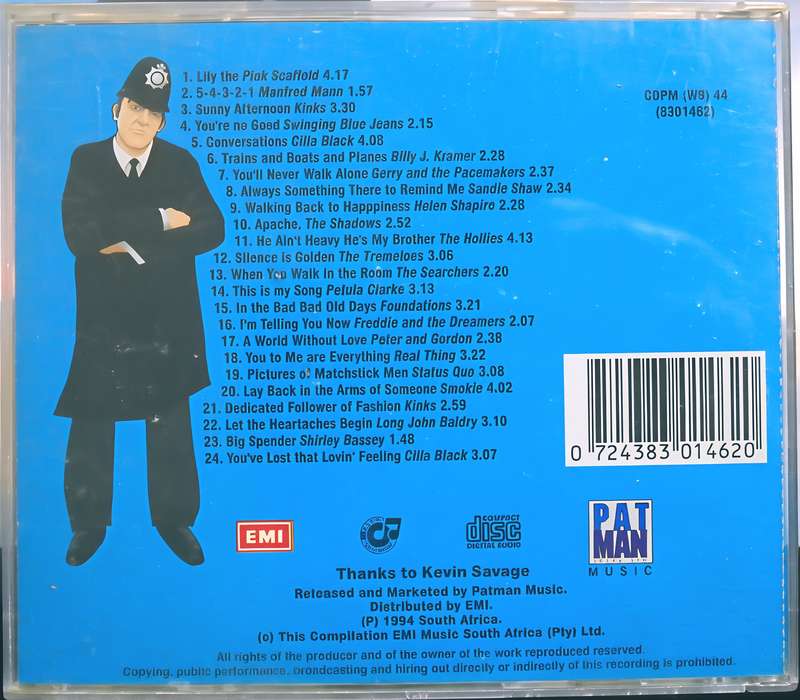 1. Lily the Pink Scaffold 4.17
2. 5-4-3-2-1 Manfred Mann 1.57
3. Sunny Afternoon Kinks 3.30
4. You're no Good Swinging Blue Jeans 2.15
5. Conversations Cilla Black 4.08
6. Trains and Boats and Planes Billy J. Kramer 2.28
7. You'll Never Walk Alone Gerry and the Pacemakers 2.37
8. Always Something There to Remind Me Sandie Shaw 2.34
9. Walking Back to Happpiness Helen Shapiro 2.28
10. Apache, The Shadows 2.52
11. He Ain't Heavy He's My Brother The Hollies 4.13
12. Silence is Golden The Tremeloes 3.06
13. When You Walk In the Room The Searchers 2.20
14. This is my Song Petula Clarke 3.13
15. In the Bad Bad Old Days Foundations 3.21
16. I'm Telling You Now Freddie and the Dreamers 2.07
17. A World Without Love Peter and Gordon 2.38
18. You to Me are Everything Real Thing 3.22
19. Pictures of Matchstick Men Status Quo 3.08
20. Lay Back in the Arms of Someone Smokie 4.02
21. Dedicated Follower of Fashion Kinks 2.59
22. Let the Heartaches Begin Long John Baldry 3.10
23. Big Spender Shirley Bassey 1.48
24. You've Lost that Lovin' Feeling Cilla Black 3.07
CDPM (WB) 44
(8301462)
0 724383 014620
EMI
COMPACT
disc
DIGITAL AUDIO
PAT
MAN
MUSIC
Thanks to Kevin Savage
Released and Marketed by Patman Music.
Distributed by EMI.
(P) 1994 South Africa.
(c) This Compilation EMI Music South Africa (Pty) Ltd.
All rights of the producer and of the owner of the work reproduced reserved.
Copying, public performance, broadcasting and hiring out directly or indirectly of this recording is prohibited.